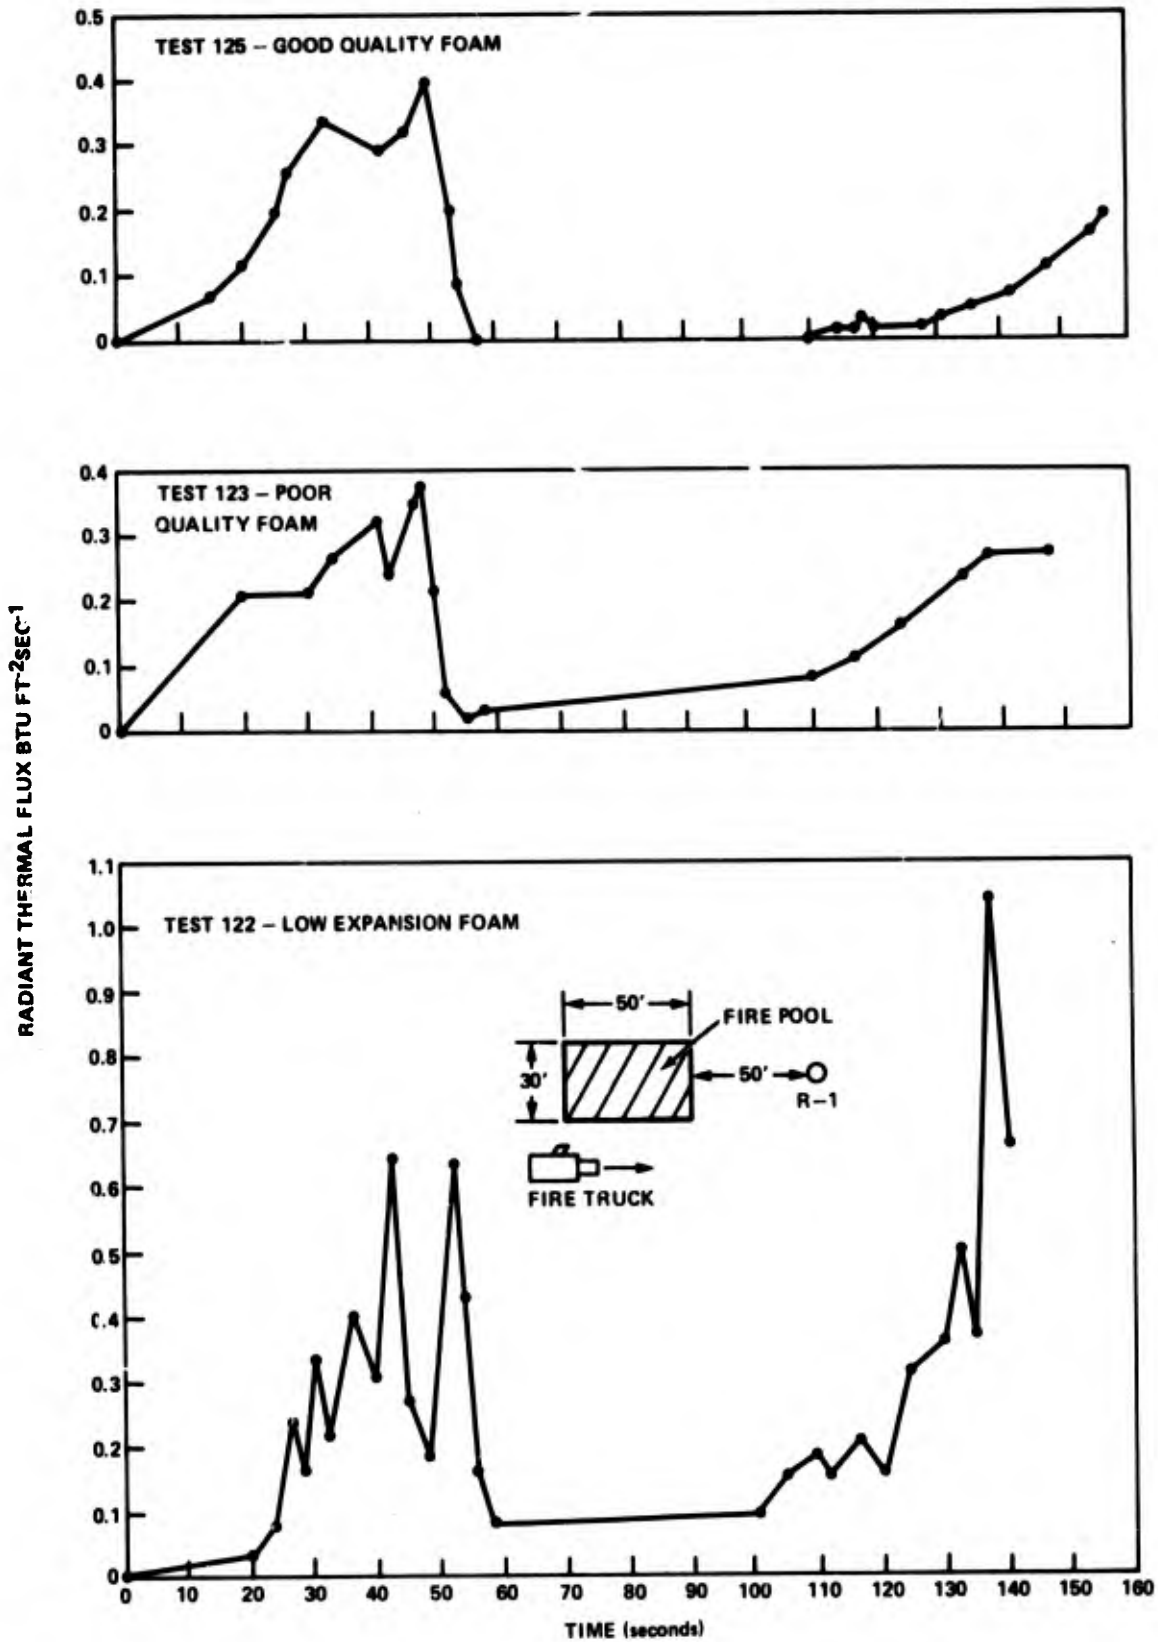 RADIANT THERMAL FLUX BTU FT-2SEC-1
0.5
TEST 125 – GOOD QUALITY FOAM
0.4
0.3
0.2
0.1
0
0.4
TEST 123 – POOR
QUALITY FOAM
0.3
0.2
0.1
0
1.1
TEST 122 – LOW EXPANSION FOAM
1.0
0.9
0.8
0.7
0.6
0.5
0.4
0.3
0.2
0.1
0
50'
FIRE POOL
30'
50'
R–1
FIRE TRUCK
0 10 20 30 40 50 60 70 80 90 100 110 120 130 140 150 160
TIME (seconds)